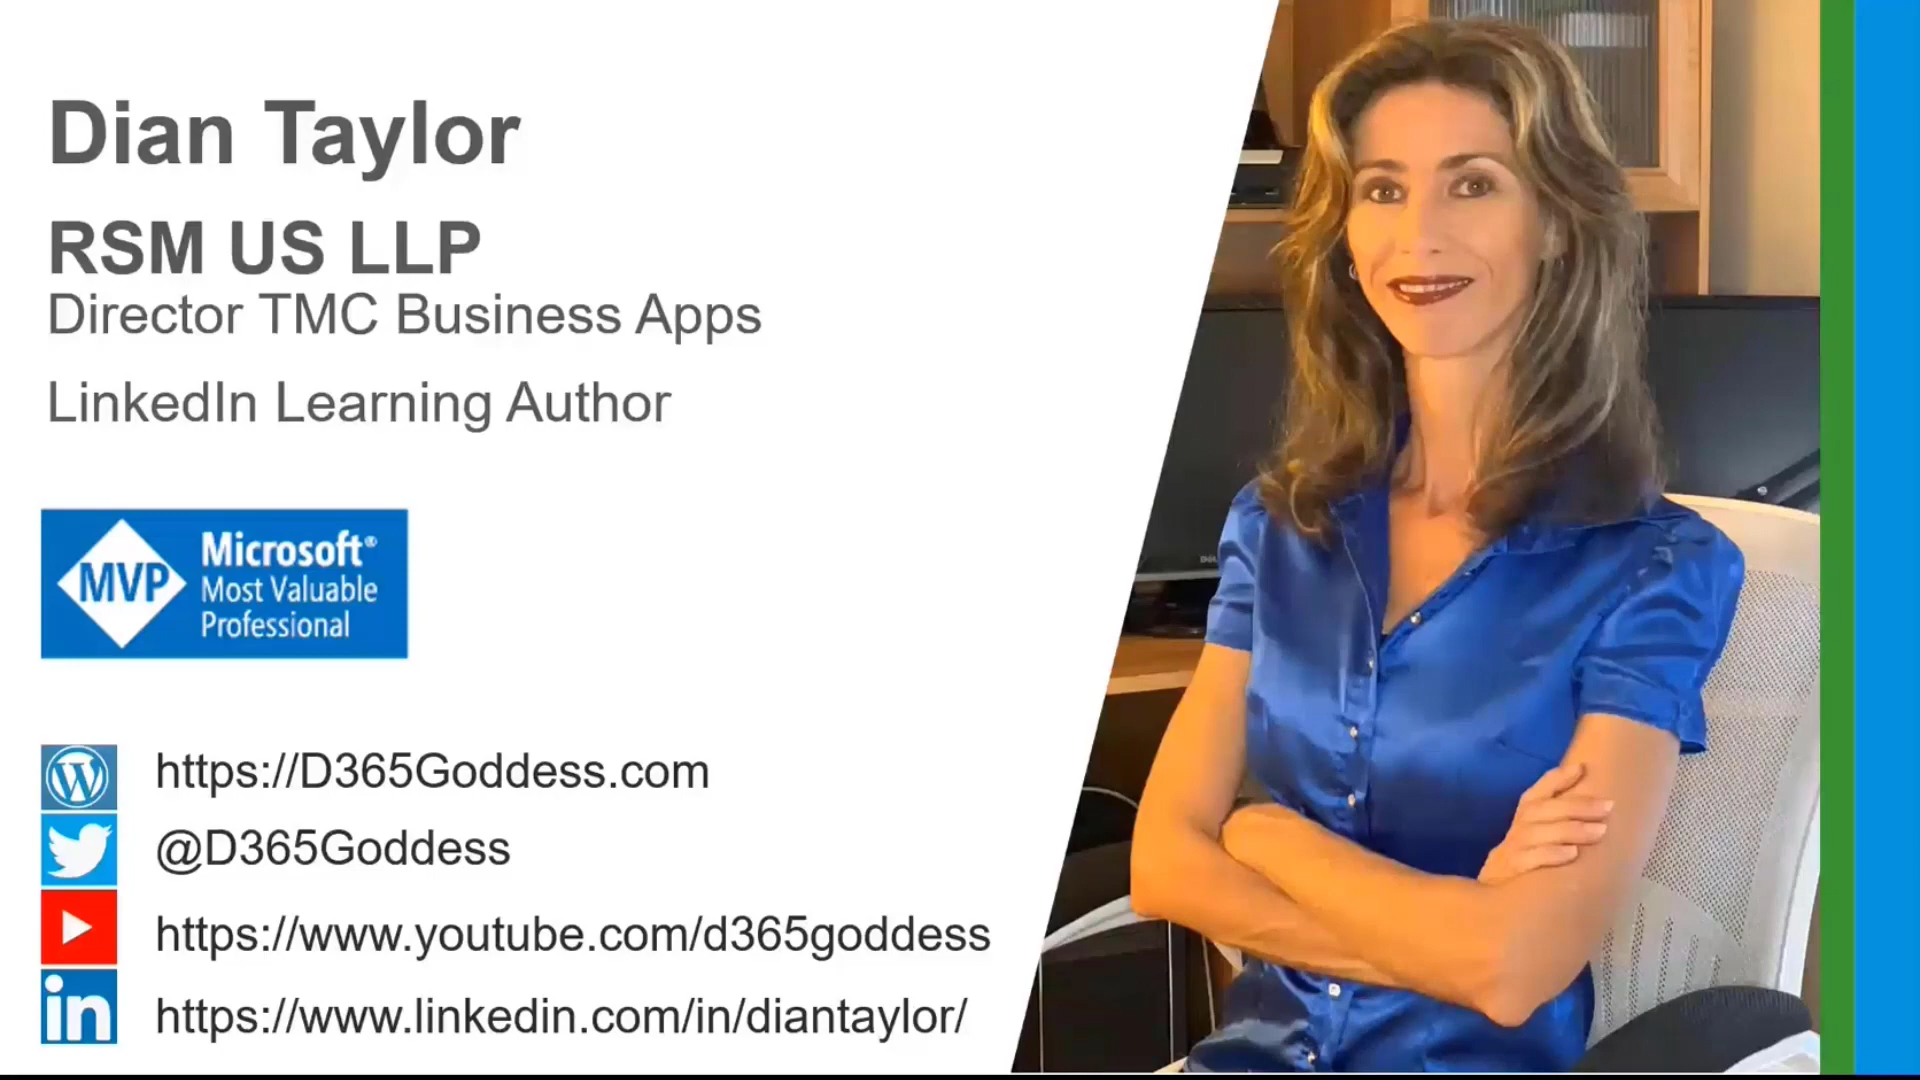 Dian Taylor
RSM US LLP
Director TMC Business Apps
LinkedIn Learning Author
MVP
Microsoft®
Most Valuable
Professional
https://D365Goddess.com
@D365Goddess
https://www.youtube.com/d365goddess
in
https://www.linkedin.com/in/diantaylor/